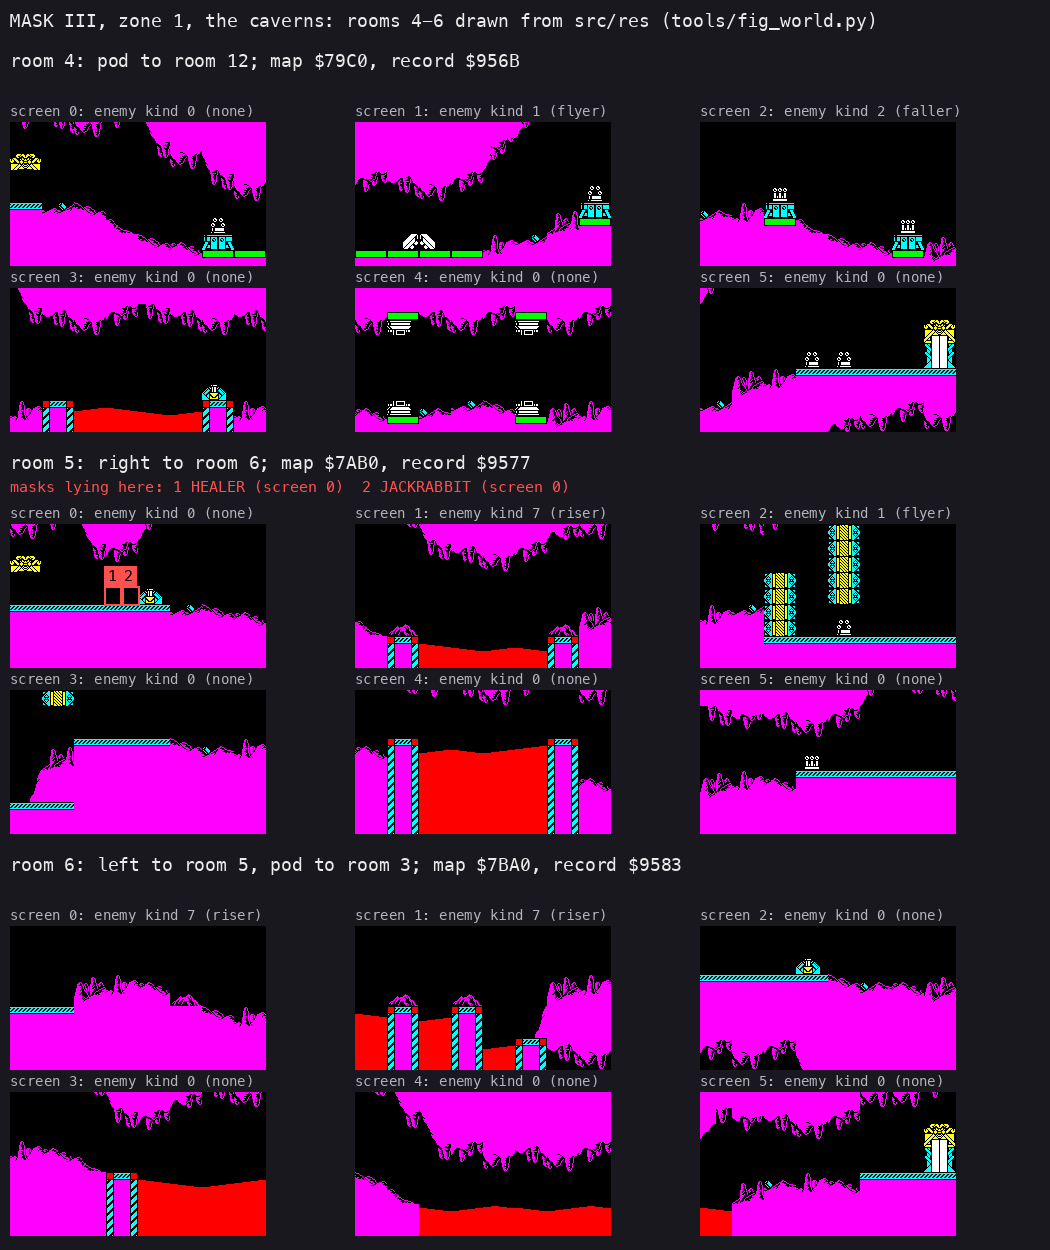 MASK III, zone 1, the caverns: rooms 4–6 drawn from src/res (tools/fig_world.py)
room 4: pod to room 12; map $79C0, record $956B
screen 0: enemy kind 0 (none)
screen 1: enemy kind 1 (flyer)
screen 2: enemy kind 2 (faller)
screen 3: enemy kind 0 (none)
screen 4: enemy kind 0 (none)
screen 5: enemy kind 0 (none)
room 5: right to room 6; map $7AB0, record $9577
masks lying here: 1 HEALER (screen 0)  2 JACKRABBIT (screen 0)
screen 0: enemy kind 0 (none)
screen 1: enemy kind 7 (riser)
screen 2: enemy kind 1 (flyer)
1 2
screen 3: enemy kind 0 (none)
screen 4: enemy kind 0 (none)
screen 5: enemy kind 0 (none)
room 6: left to room 5, pod to room 3; map $7BA0, record $9583
screen 0: enemy kind 7 (riser)
screen 1: enemy kind 7 (riser)
screen 2: enemy kind 0 (none)
screen 3: enemy kind 0 (none)
screen 4: enemy kind 0 (none)
screen 5: enemy kind 0 (none)